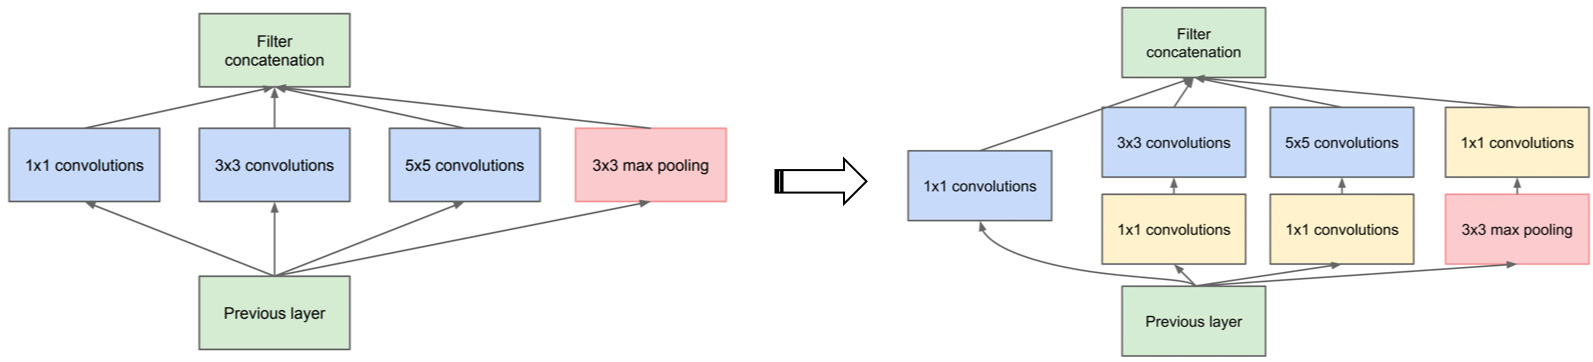 Filter
concatenation
1x1 convolutions
3x3 convolutions
5x5 convolutions
3x3 max pooling
Previous layer
Filter
concatenation
3x3 convolutions
5x5 convolutions
1x1 convolutions
1x1 convolutions
1x1 convolutions
1x1 convolutions
3x3 max pooling
Previous layer